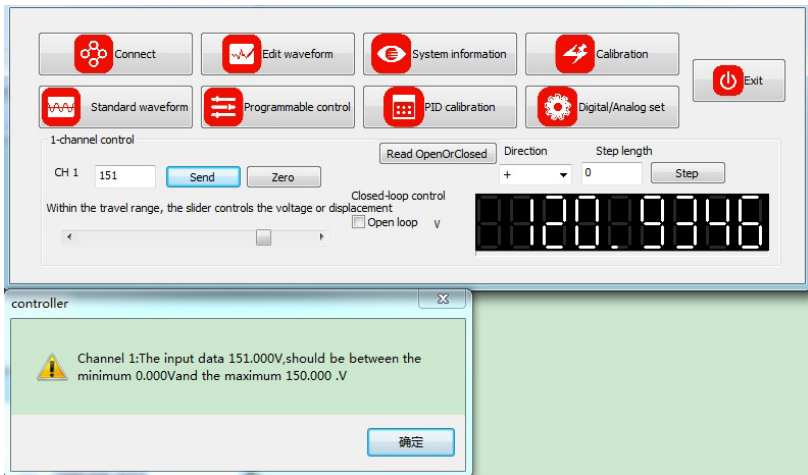 Connect
Edit waveform
System information
Calibration
Exit
Standard waveform
Programmable control
PID calibration
Digital/Analog set
1-channel control
Read OpenOrClosed
Direction
Step length
CH 1
151
Send
Zero
+
0
Step
Closed-loop control
Within the travel range, the slider controls the voltage or displacement
Open loop
V
120.9346
controller
Channel 1:The input data 151.000V,should be between the
minimum 0.000Vand the maximum 150.000 .V
确定